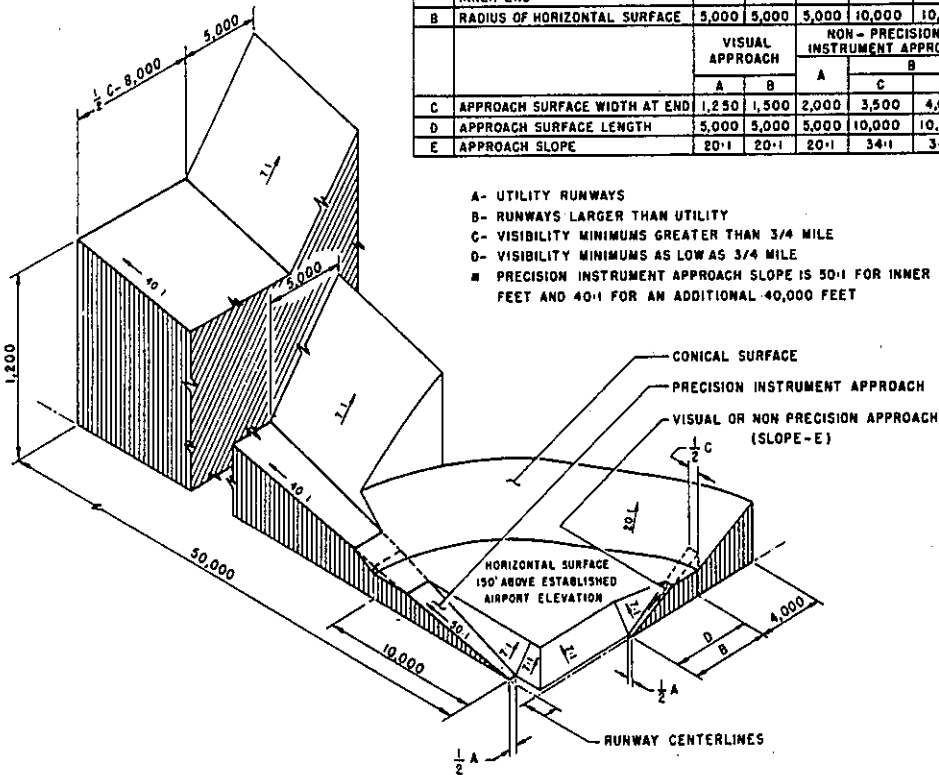 B RADIUS OF HORIZONTAL SURFACE 5,000 5,000 5,000 10,000
VISUAL APPROACH
NON-PRECISION
A B A B
C
C APPROACH SURFACE WIDTH AT END 1,250 1,500 2,000 3,500
D APPROACH SURFACE LENGTH 5,000 5,000 5,000 10,000
E APPROACH SLOPE 20:1 20:1 20:1 34:1
A- UTILITY RUNWAYS
B- RUNWAYS LARGER THAN UTILITY
C- VISIBILITY MINIMUMS GREATER THAN 3/4 MILE
D- VISIBILITY MINIMUMS AS LOW AS 3/4 MILE
PRECISION INSTRUMENT APPROACH SLOPE IS 50:1 FOR INNER
FEET AND 40:1 FOR AN ADDITIONAL 40,000 FEET
5,000
1/2 C-8,000
7:1
40:1
5,000
1,200
7:1
CONICAL SURFACE
PRECISION INSTRUMENT APPROACH
VISUAL OR NON PRECISION APPROACH
(SLOPE-E)
1/2 C
40:1
20:1
50,000
HORIZONTAL SURFACE
150' ABOVE ESTABLISHED
AIRPORT ELEVATION
7:1
50:1
4,000
D
B
10,000
7:1
7:1
7:1
1/2 A
RUNWAY CENTERLINES
1/2 A